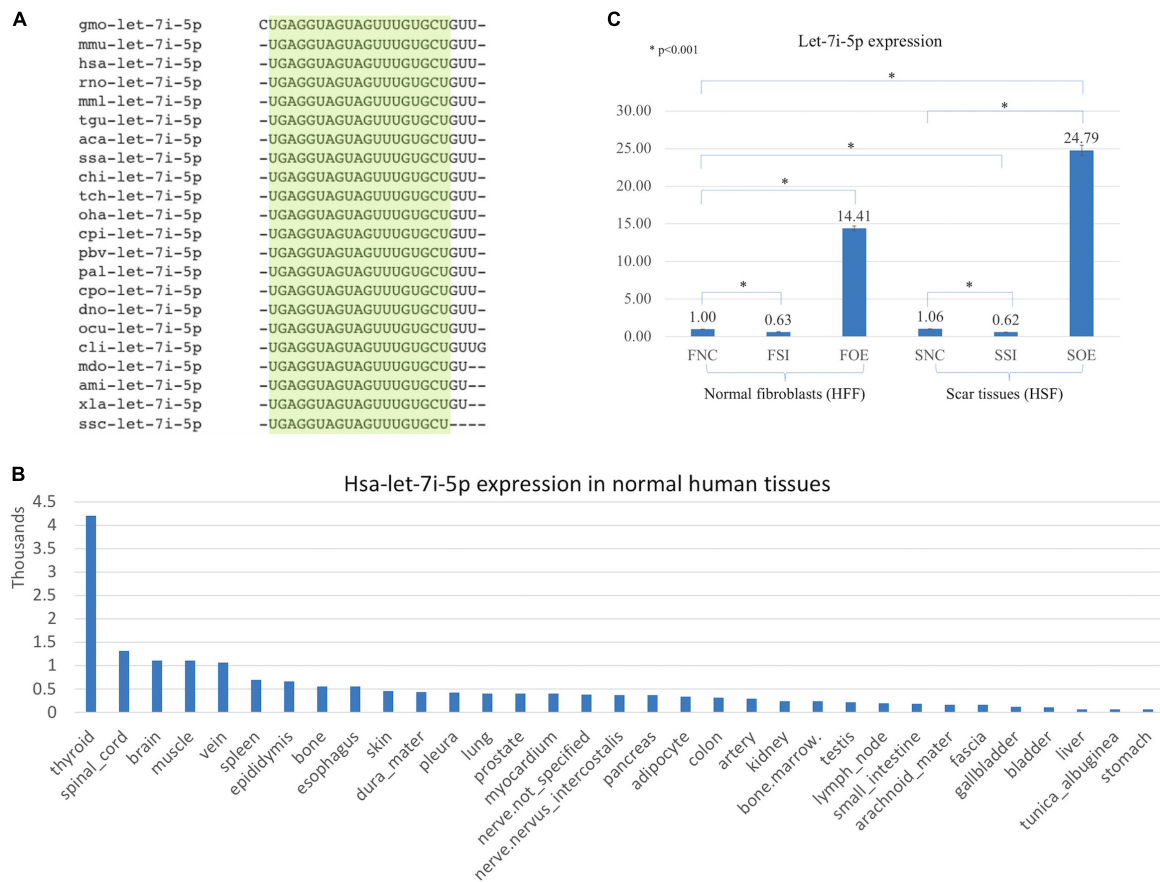 A
gmo-let-7i-5p CUGAGGUAGUAGUUUGUGCUGUU-
mmu-let-7i-5p -UGAGGUAGUAGUUUGUGCUGUU-
hsa-let-7i-5p -UGAGGUAGUAGUUUGUGCUGUU-
rno-let-7i-5p -UGAGGUAGUAGUUUGUGCUGUU-
mml-let-7i-5p -UGAGGUAGUAGUUUGUGCUGUU-
tgu-let-7i-5p -UGAGGUAGUAGUUUGUGCUGUU-
aca-let-7i-5p -UGAGGUAGUAGUUUGUGCUGUU-
ssa-let-7i-5p -UGAGGUAGUAGUUUGUGCUGUU-
chi-let-7i-5p -UGAGGUAGUAGUUUGUGCUGUU-
tch-let-7i-5p -UGAGGUAGUAGUUUGUGCUGUU-
oha-let-7i-5p -UGAGGUAGUAGUUUGUGCUGUU-
cpi-let-7i-5p -UGAGGUAGUAGUUUGUGCUGUU-
pbv-let-7i-5p -UGAGGUAGUAGUUUGUGCUGUU-
pal-let-7i-5p -UGAGGUAGUAGUUUGUGCUGUU-
cpo-let-7i-5p -UGAGGUAGUAGUUUGUGCUGUU-
dno-let-7i-5p -UGAGGUAGUAGUUUGUGCUGUU-
ocu-let-7i-5p -UGAGGUAGUAGUUUGUGCUGUU-
cli-let-7i-5p -UGAGGUAGUAGUUUGUGCUGUUG
mdo-let-7i-5p -UGAGGUAGUAGUUUGUGCUGU--
ami-let-7i-5p -UGAGGUAGUAGUUUGUGCUGU--
xla-let-7i-5p -UGAGGUAGUAGUUUGUGCUGU--
ssc-let-7i-5p -UGAGGUAGUAGUUUGUGCU----
C
Let-7i-5p expression
* p<0.001
*
*
*
*
*
*
30.00
25.00
20.00
15.00
10.00
5.00
0.00
1.00
0.63
14.41
1.06
0.62
24.79
FNC FSI FOE SNC SSI SOE
Normal fibroblasts (HFF) Scar tissues (HSF)
B
Hsa-let-7i-5p expression in normal human tissues
Thousands
4.5
4
3.5
3
2.5
2
1.5
1
0.5
0
thyroid
spinal_cord
brain
muscle
vein
spleen
epididymis
bone
esophagus
skin
dura_mater
pleura
lung
prostate
myocardium
nerve.not_specified
nerve.nervus_intercostalis
pancreas
adipocyte
colon
artery
kidney
bone.marrow.
testis
lymph_node
small_intestine
arachnoid_mater
fascia
gallbladder
bladder
liver
tunica_albuginea
stomach